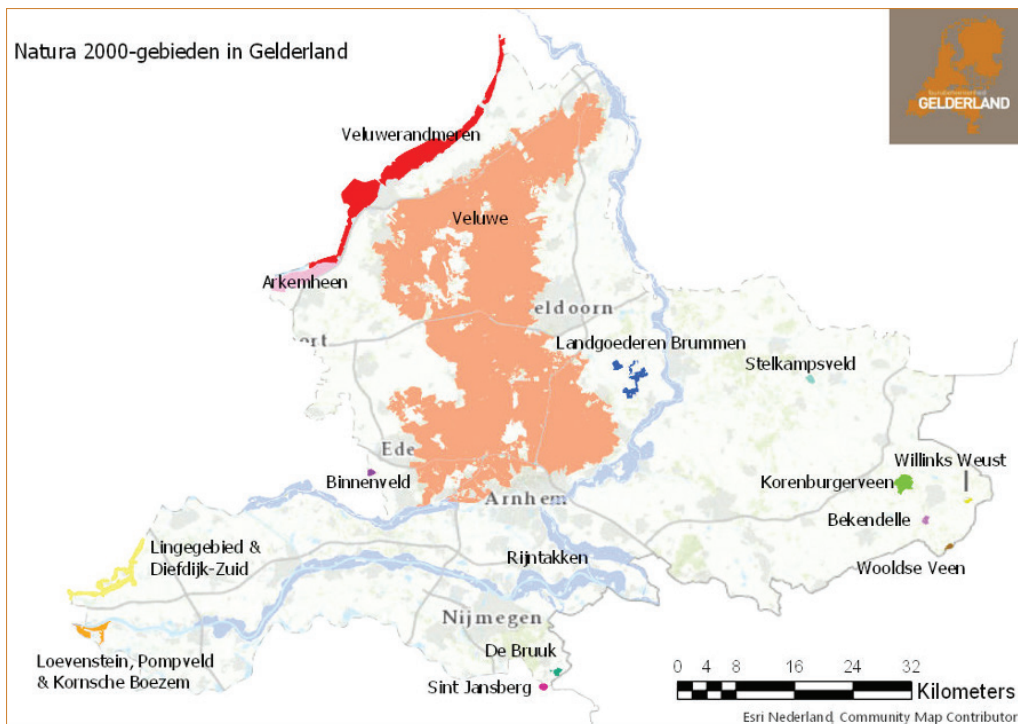 Natura 2000-gebieden in Gelderland
GELDERLAND
Veluwerandmeren
Veluwe
Arkemheen
eldoorn
ort
Landgoederen Brummen
Stelkampsveld
Ede
Binnenveld
Arnhem
Willinks Weust
Korenburgerveen
Bekendelle
Wooldse Veen
Lingegebied &
Diefdijk-Zuid
Rijntakken
Nijmegen
Loevenstein, Pompveld
& Kornsche Boezem
De Bruuk
Sint Jansberg
0 4 8 16 24 32
Kilometers
Esri Nederland, Community Map Contributor